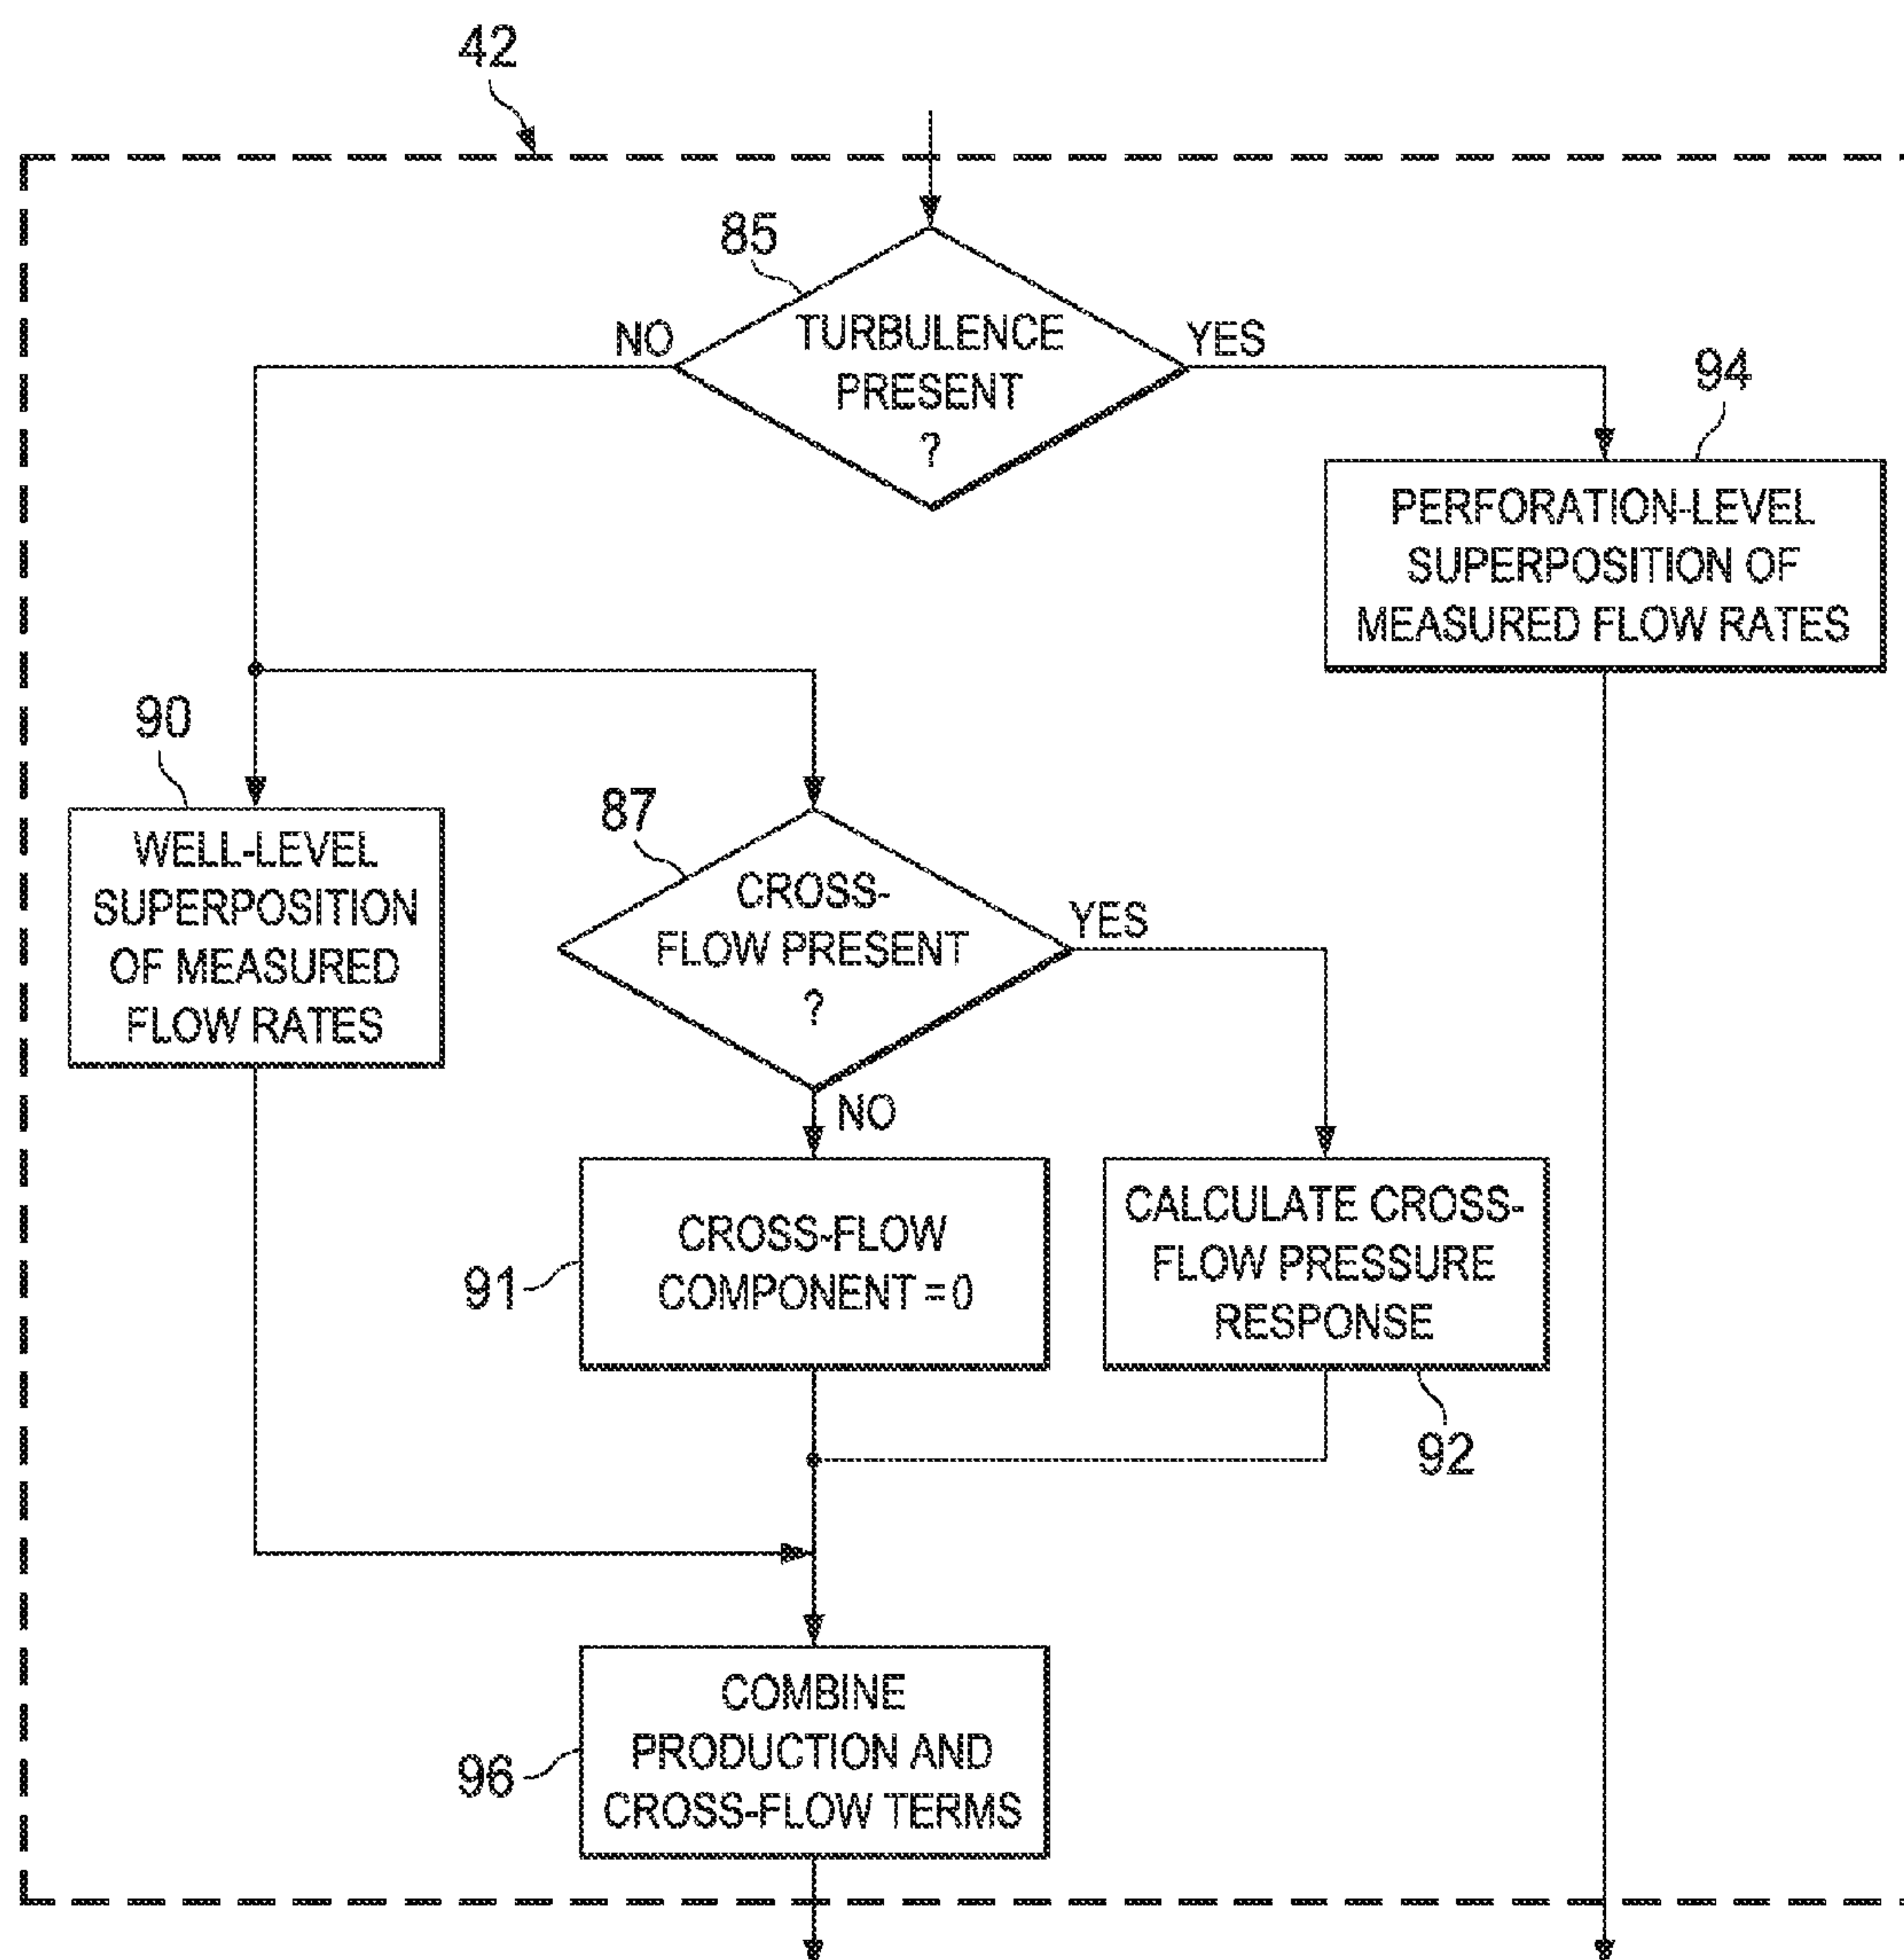 42
85
NO
TURBULENCE
PRESENT
?
YES
94
PERFORATION-LEVEL
SUPERPOSITION OF
MEASURED FLOW RATES
90
WELL-LEVEL
SUPERPOSITION
OF MEASURED
FLOW RATES
87
CROSS-
FLOW PRESENT
?
YES
NO
91
CROSS-FLOW
COMPONENT = 0
CALCULATE CROSS-
FLOW PRESSURE
RESPONSE
92
96
COMBINE
PRODUCTION AND
CROSS-FLOW TERMS